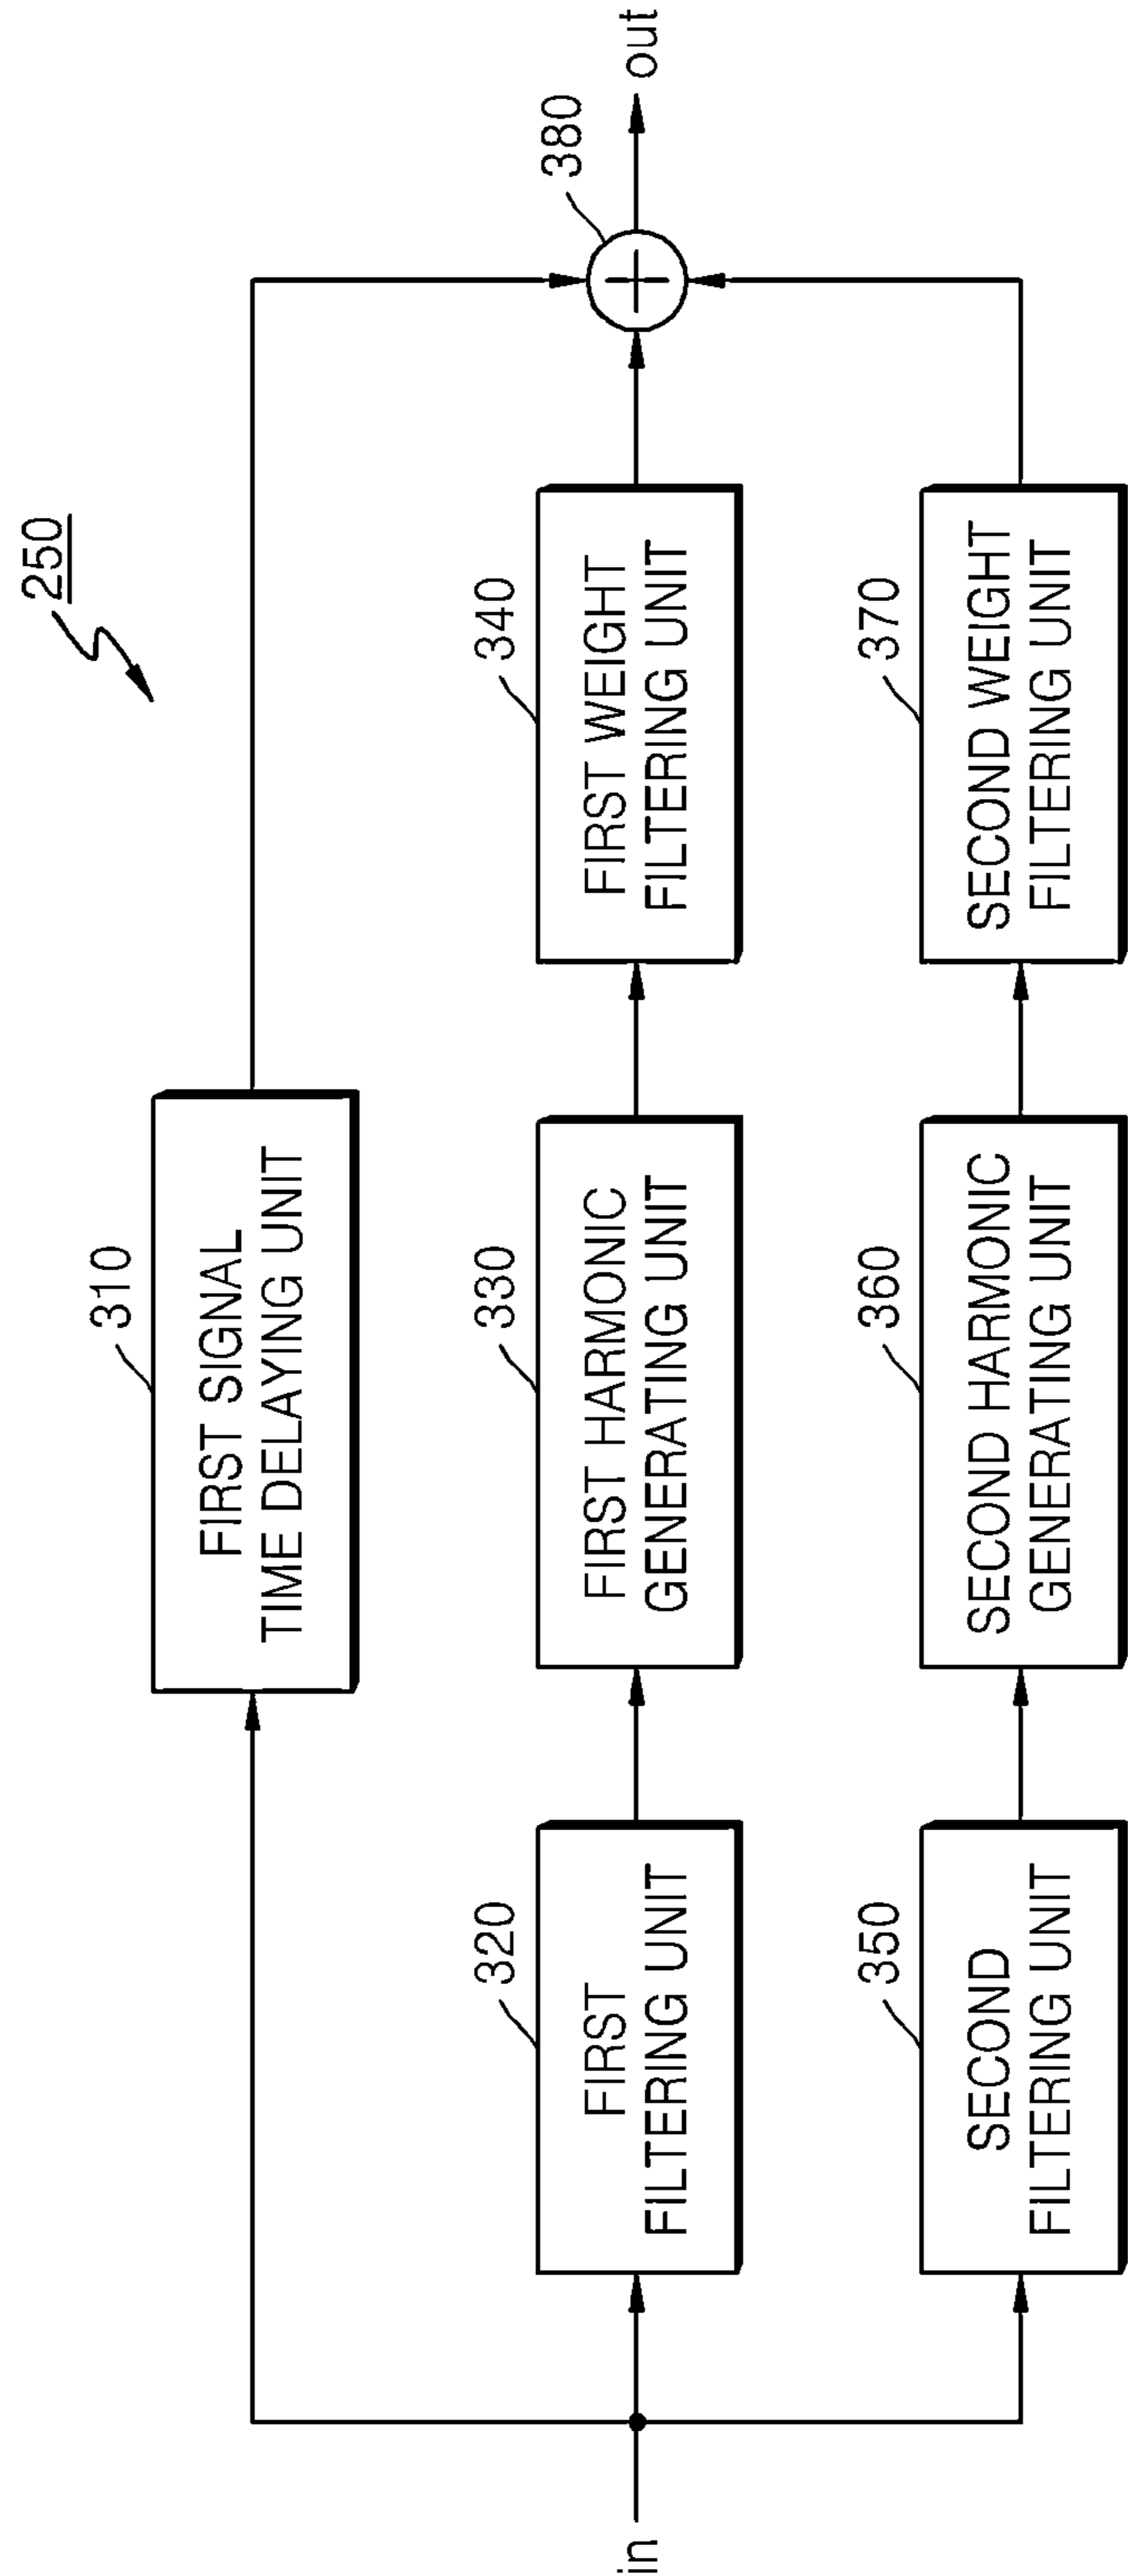 250
310
FIRST SIGNAL
TIME DELAYING UNIT
in
320
FIRST
FILTERING UNIT
330
FIRST HARMONIC
GENERATING UNIT
340
FIRST WEIGHT
FILTERING UNIT
380
out
350
SECOND
FILTERING UNIT
360
SECOND HARMONIC
GENERATING UNIT
370
SECOND WEIGHT
FILTERING UNIT